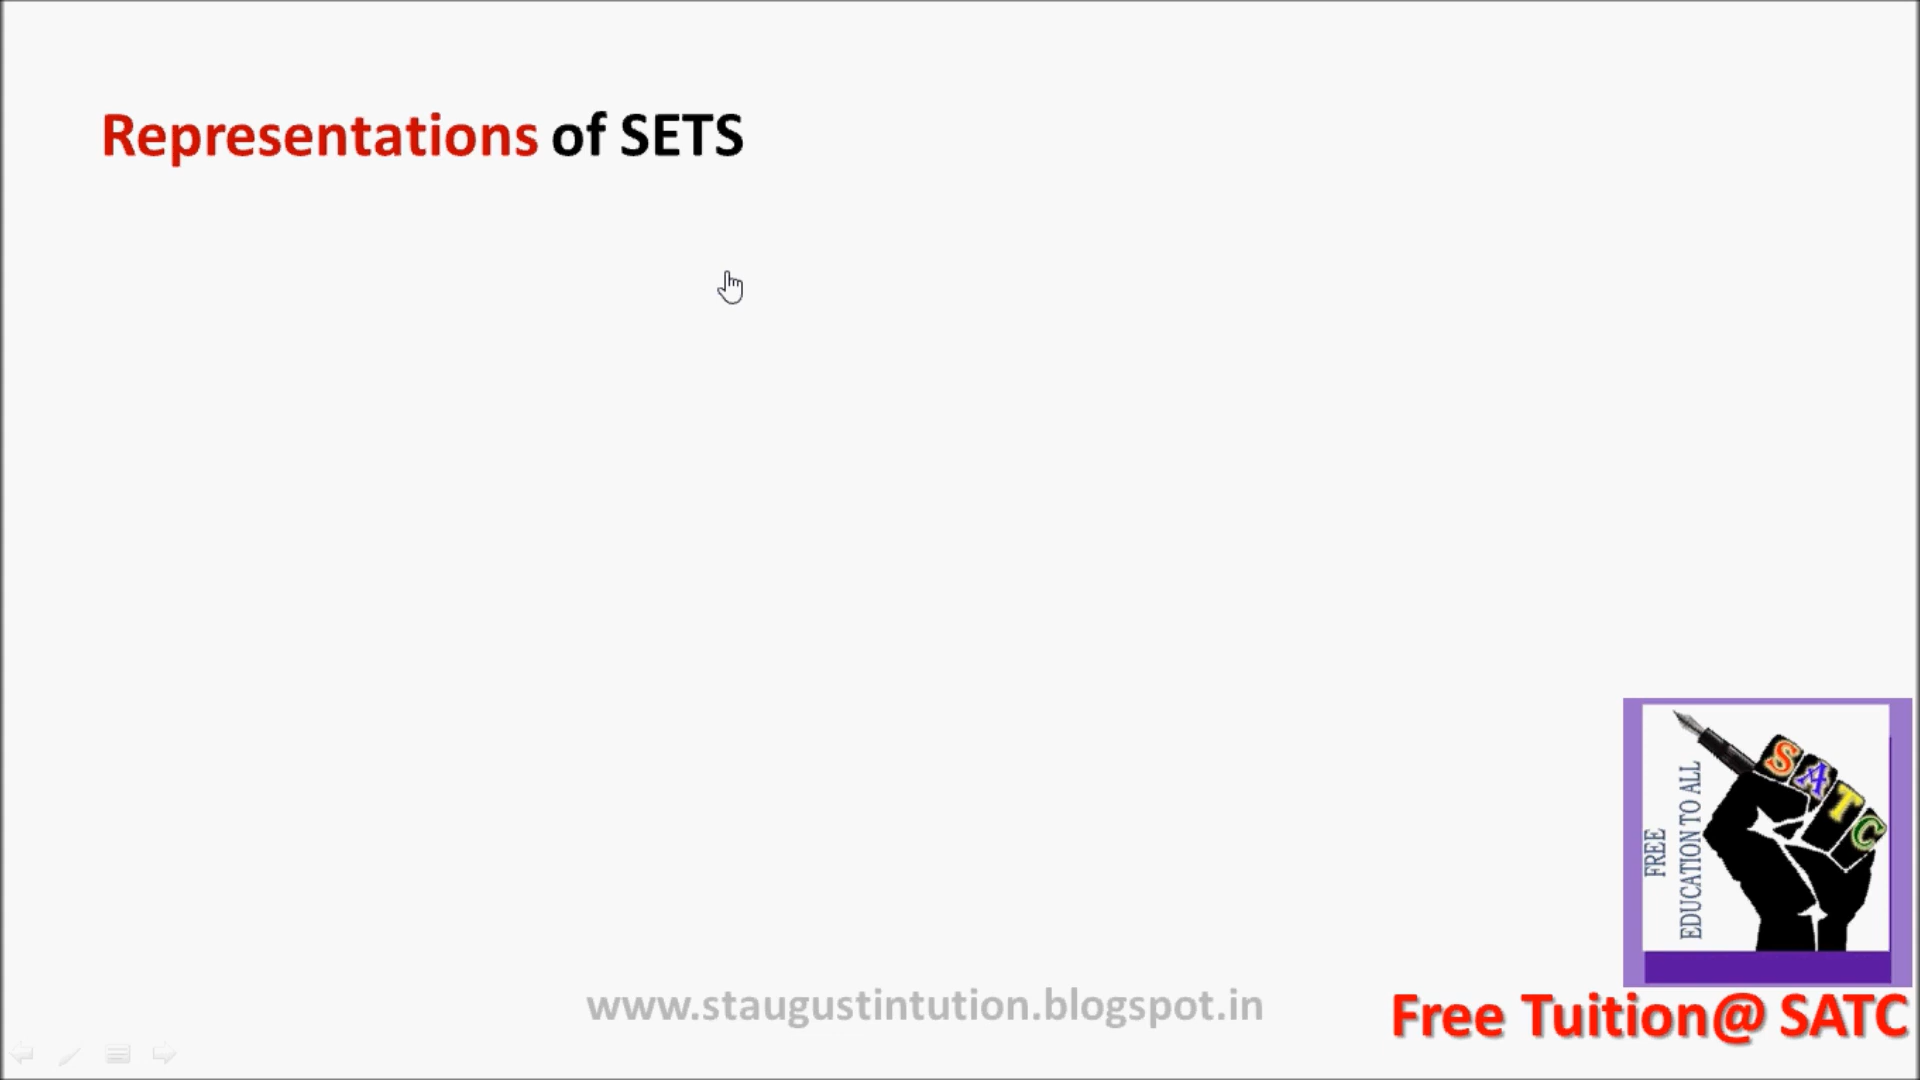 Representations of SETS
SATC
FREE
EDUCATION TO ALL
www.staugustintution.blogspot.in
Free Tuition@ SATC